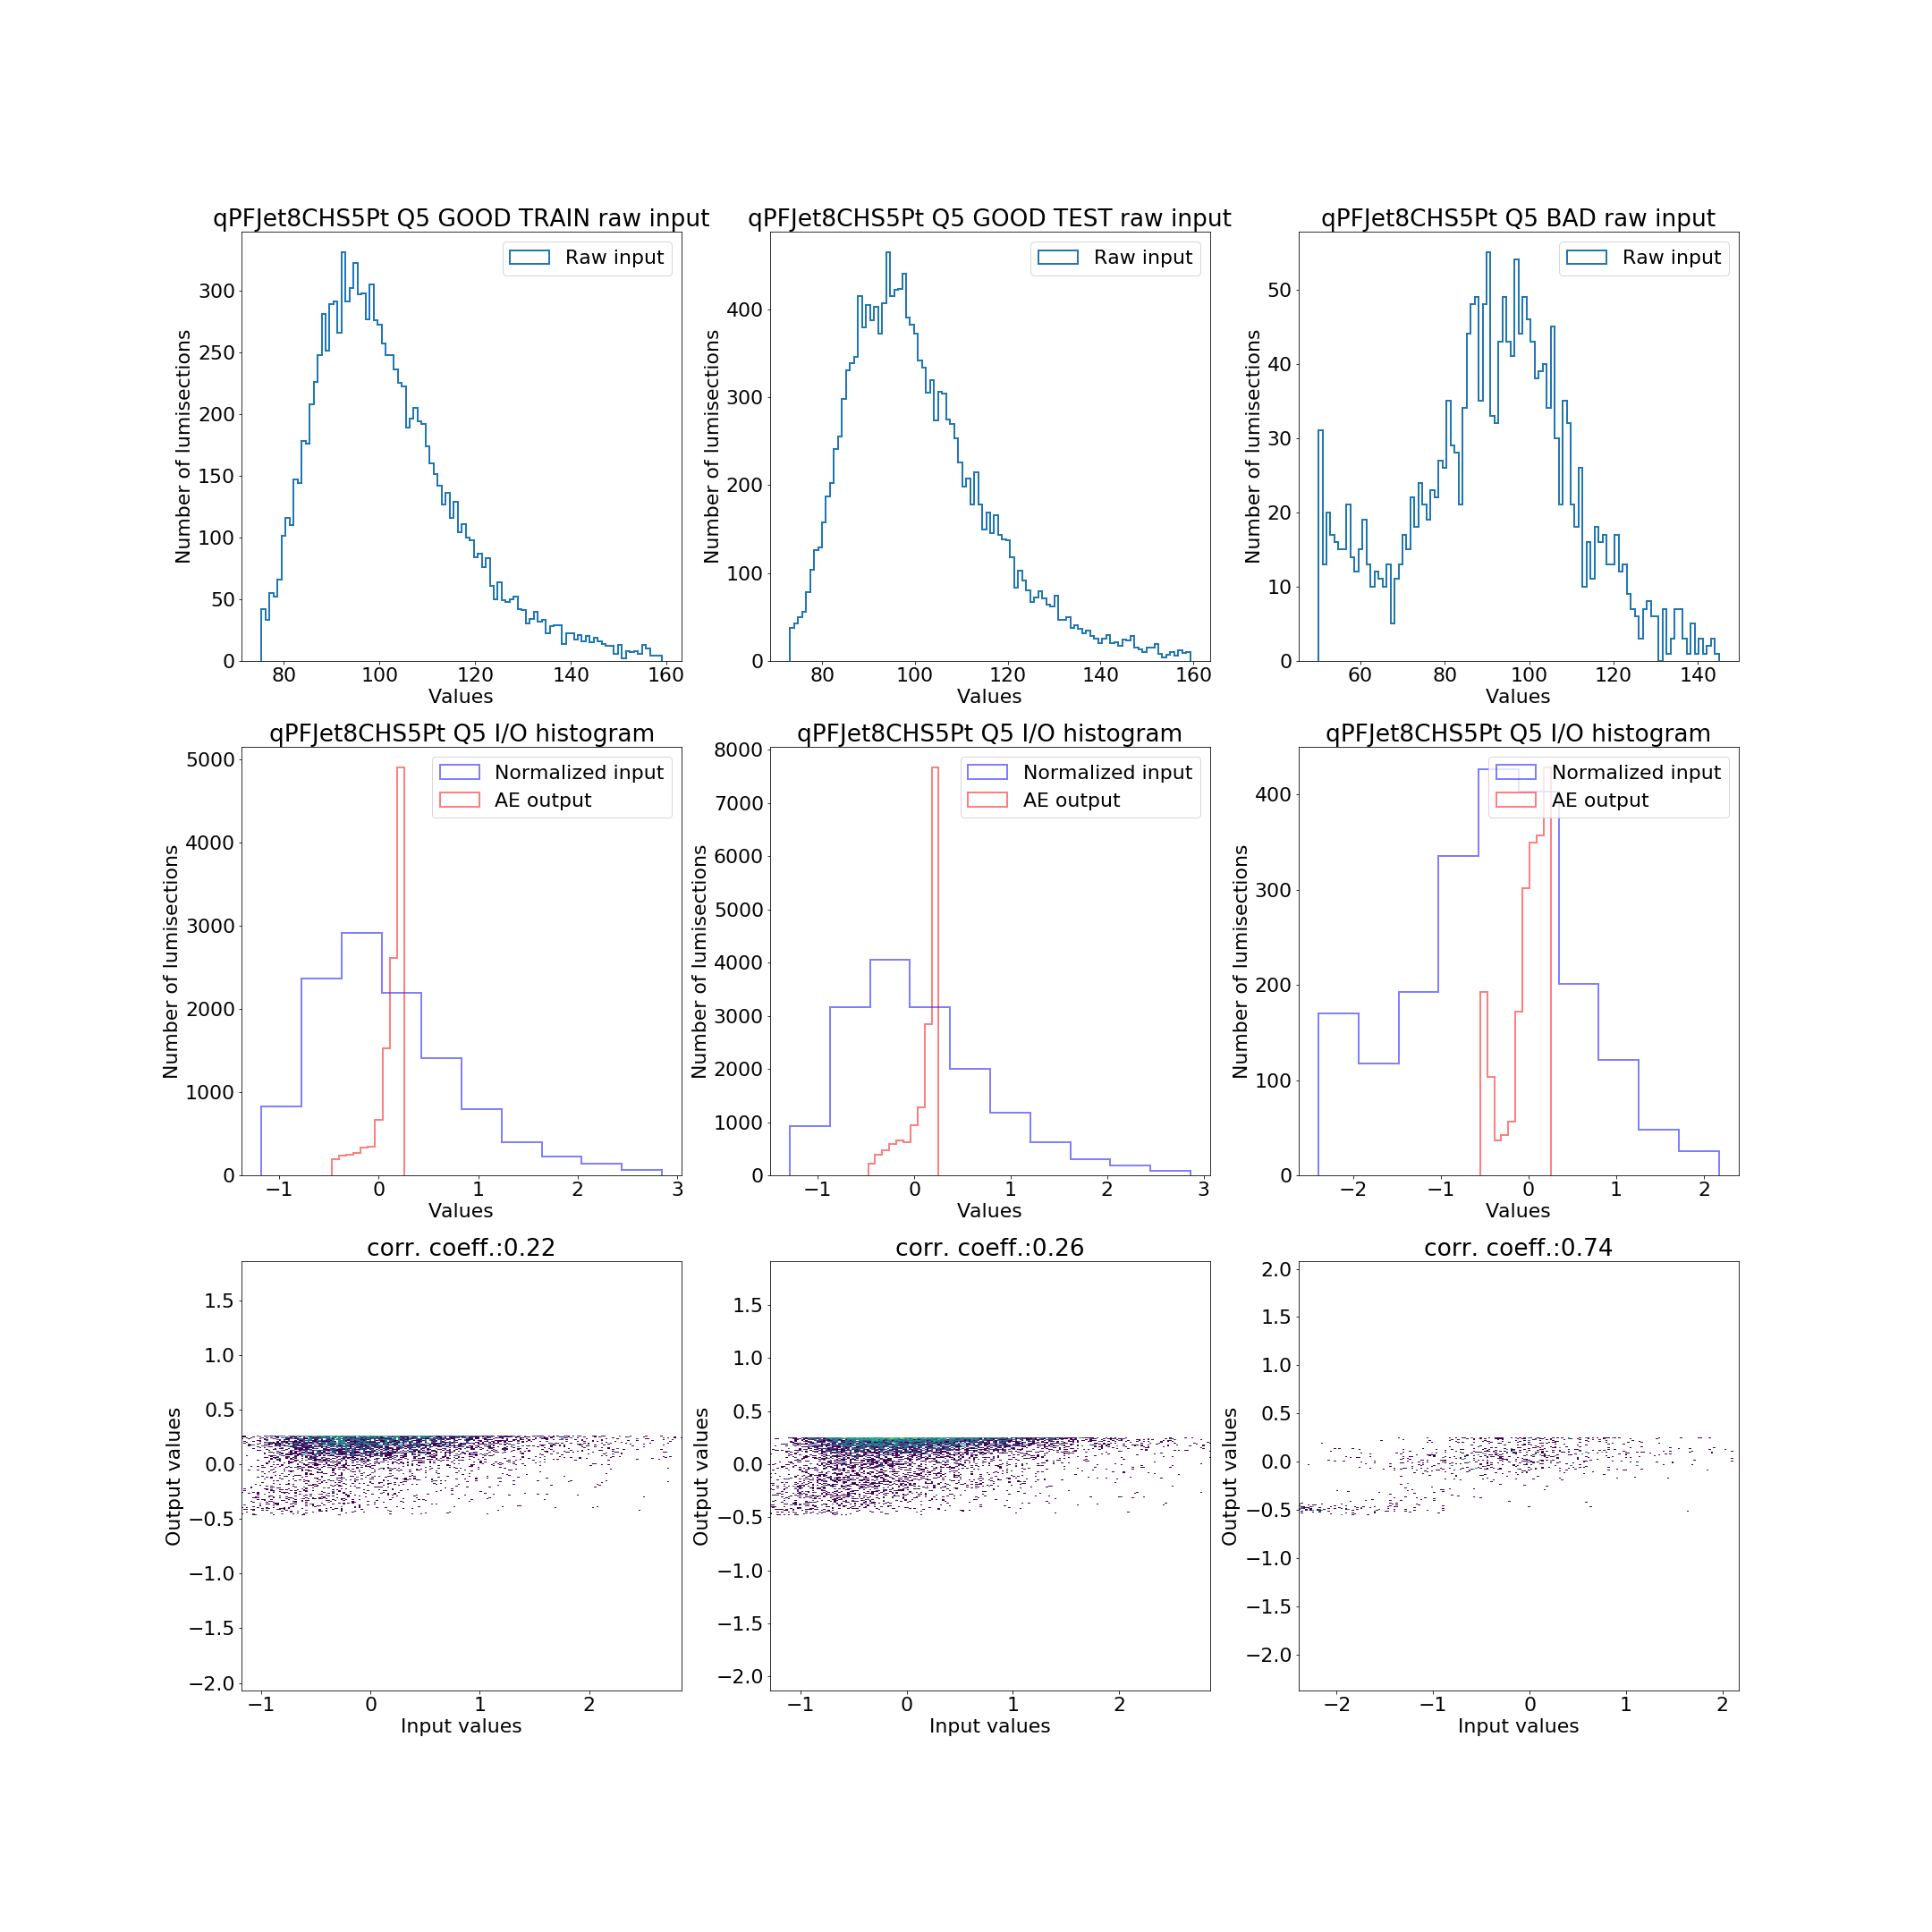 qPFJet8CHS5Pt Q5 GOOD TRAIN raw input
Raw input
300
250
200
150
100
50
0
80 100 120 140 160
Number of lumisections
Values
qPFJet8CHS5Pt Q5 GOOD TEST raw input
Raw input
400
300
200
100
0
80 100 120 140 160
Number of lumisections
Values
qPFJet8CHS5Pt Q5 BAD raw input
Raw input
50
40
30
20
10
0
60 80 100 120 140
Number of lumisections
Values
qPFJet8CHS5Pt Q5 I/O histogram
Normalized input
AE output
5000
4000
3000
2000
1000
0
−1 0 1 2 3
Number of lumisections
Values
qPFJet8CHS5Pt Q5 I/O histogram
Normalized input
AE output
8000
7000
6000
5000
4000
3000
2000
1000
0
−1 0 1 2 3
Number of lumisections
Values
qPFJet8CHS5Pt Q5 I/O histogram
Normalized input
AE output
400
300
200
100
0
−2 −1 0 1 2
Number of lumisections
Values
corr. coeff.:0.22
1.5
1.0
0.5
0.0
−0.5
−1.0
−1.5
−2.0
−1 0 1 2
Output values
Input values
corr. coeff.:0.26
1.5
1.0
0.5
0.0
−0.5
−1.0
−1.5
−2.0
−1 0 1 2
Output values
Input values
corr. coeff.:0.74
2.0
1.5
1.0
0.5
0.0
−0.5
−1.0
−1.5
−2.0
−2 −1 0 1 2
Output values
Input values